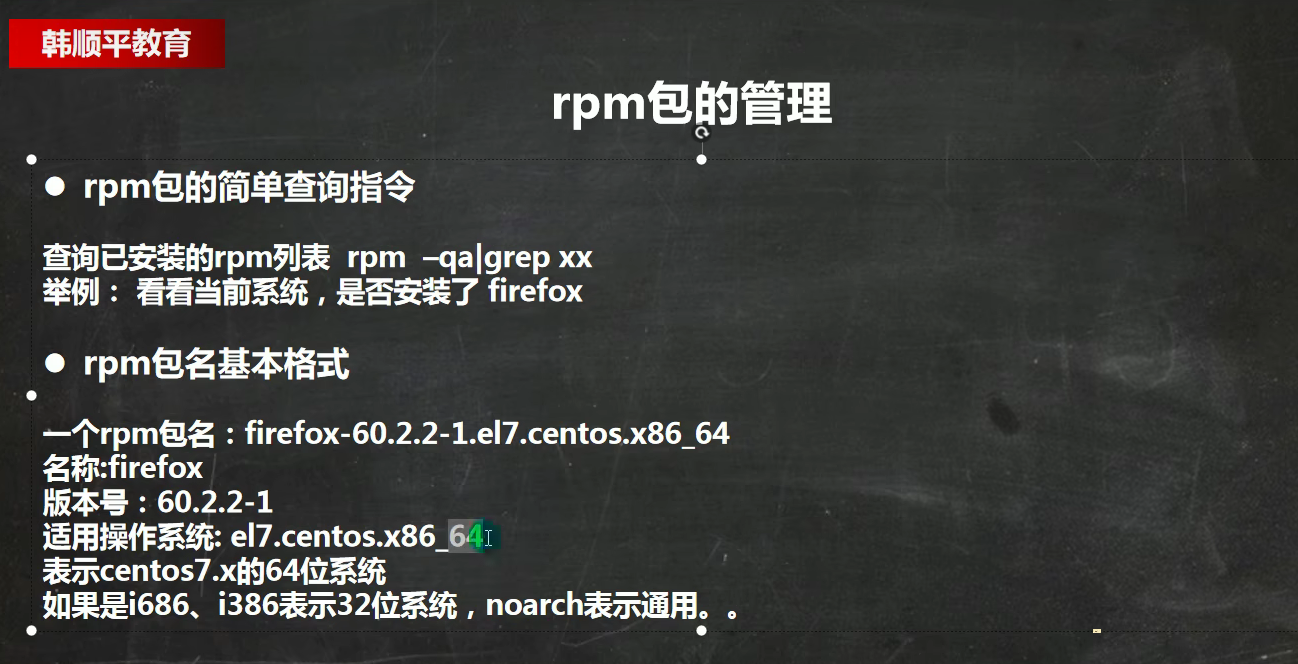 韩顺平教育
rpm包的管理
● rpm包的简单查询指令
查询已安装的rpm列表 rpm –qa|grep xx
举例： 看看当前系统，是否安装了 firefox
● rpm包名基本格式
一个rpm包名：firefox-60.2.2-1.el7.centos.x86_64
名称:firefox
版本号：60.2.2-1
适用操作系统: el7.centos.x86_64
表示centos7.x的64位系统
如果是i686、i386表示32位系统，noarch表示通用。。